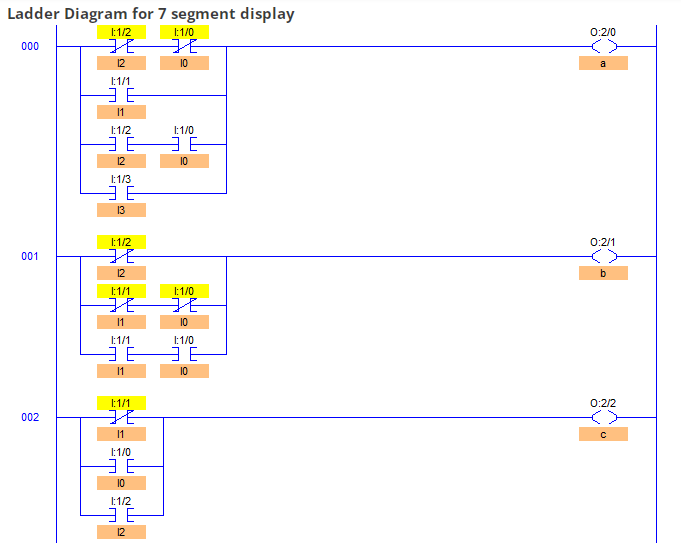 Ladder Diagram for 7 segment display
I:1/2 I:1/0 O:2/0
000
I2 I0 a
I:1/1
I1
I:1/2 I:1/0
I2 I0
I:1/3
I3
I:1/2 O:2/1
001
I2 b
I:1/1 I:1/0
I1 I0
I:1/1 I:1/0
I1 I0
I:1/1 O:2/2
002
I1 c
I:1/0
I0
I:1/2
I2